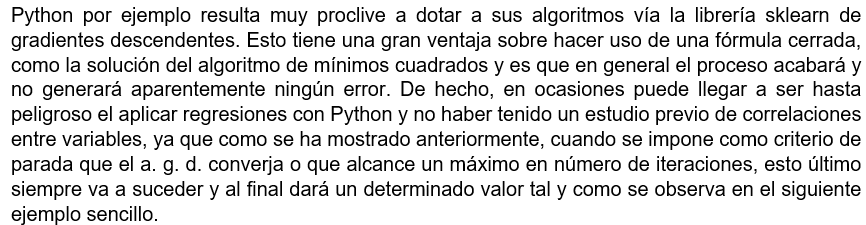 Python por ejemplo resulta muy proclive a dotar a sus algoritmos vía la librería sklearn de
gradientes descendentes. Esto tiene una gran ventaja sobre hacer uso de una fórmula cerrada,
como la solución del algoritmo de mínimos cuadrados y es que en general el proceso acabará y
no generará aparentemente ningún error. De hecho, en ocasiones puede llegar a ser hasta
peligroso el aplicar regresiones con Python y no haber tenido un estudio previo de correlaciones
entre variables, ya que como se ha mostrado anteriormente, cuando se impone como criterio de
parada que el a. g. d. converja o que alcance un máximo en número de iteraciones, esto último
siempre va a suceder y al final dará un determinado valor tal y como se observa en el siguiente
ejemplo sencillo.